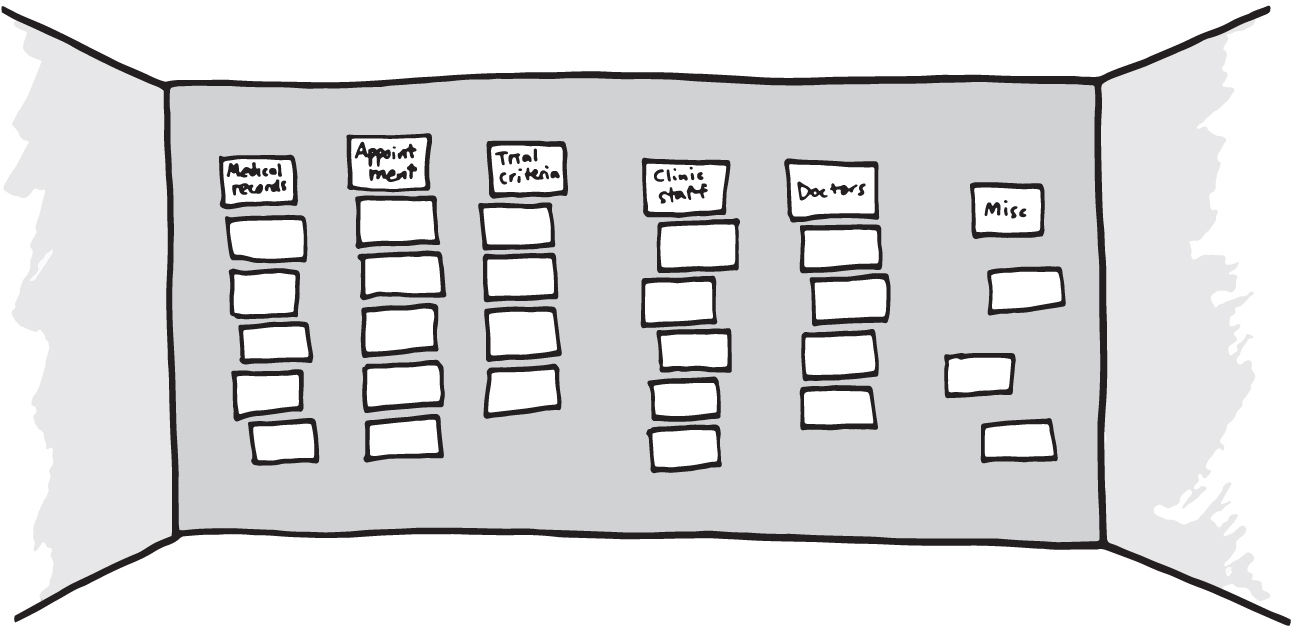 Medical
records
Appoint
ment
Trial
criteria
Clinic
staff
Doctors
Misc